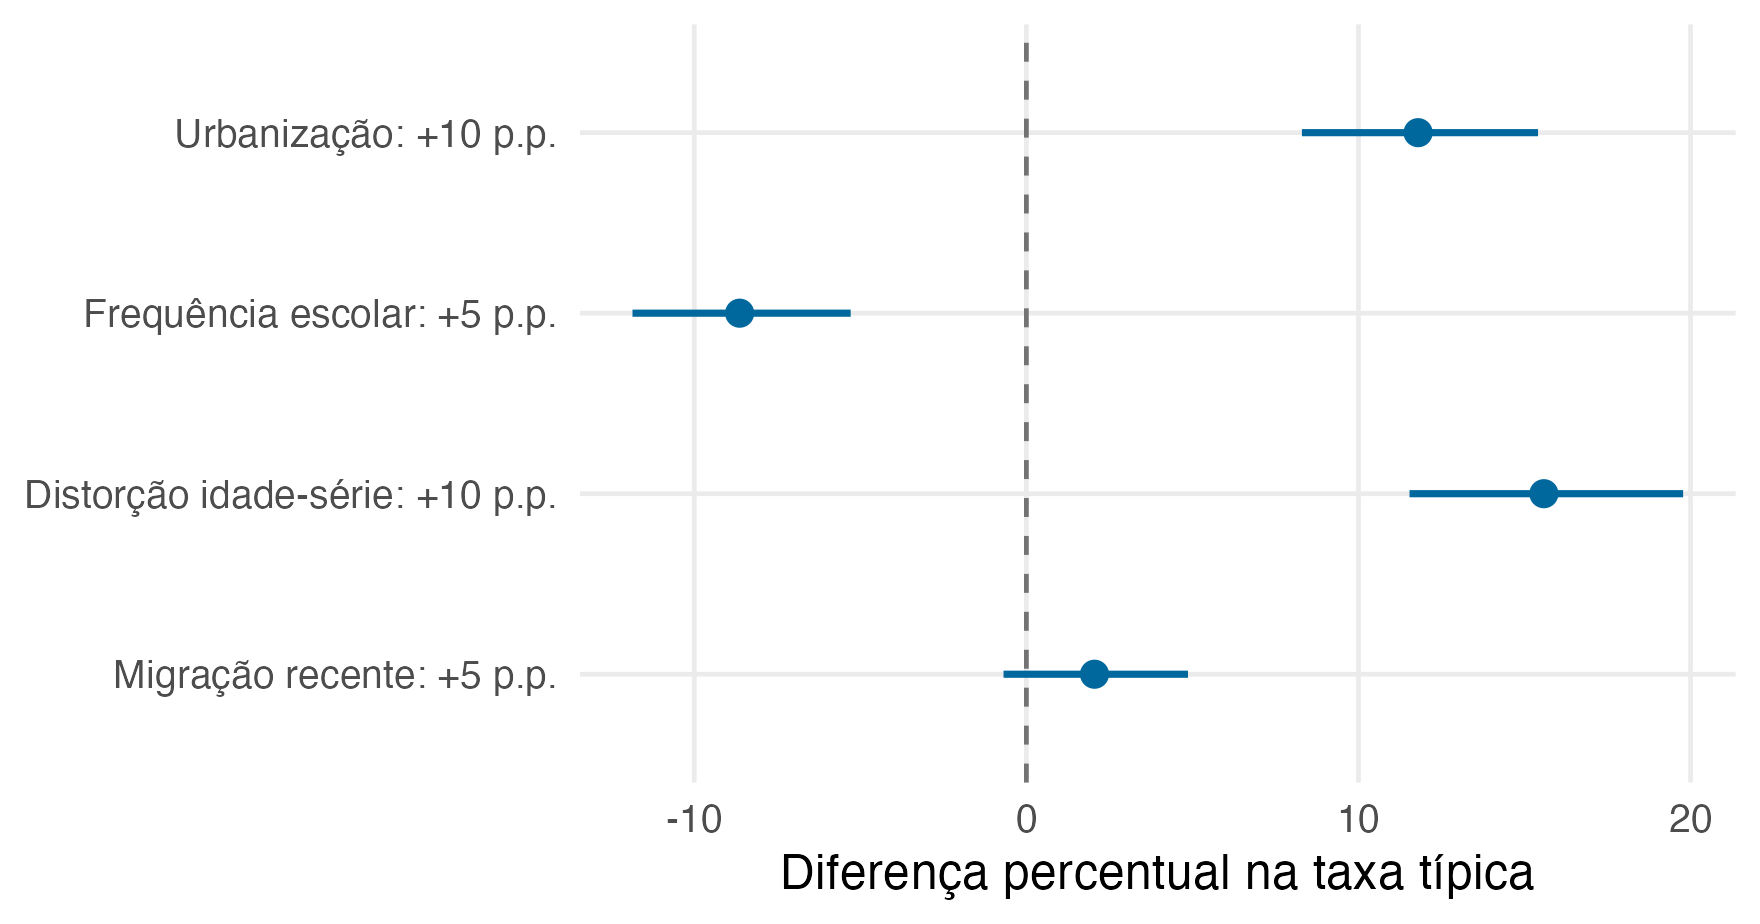 Urbanização: +10 p.p.
Frequência escolar: +5 p.p.
Distorção idade-série: +10 p.p.
Migração recente: +5 p.p.
-10 0 10 20
Diferença percentual na taxa típica